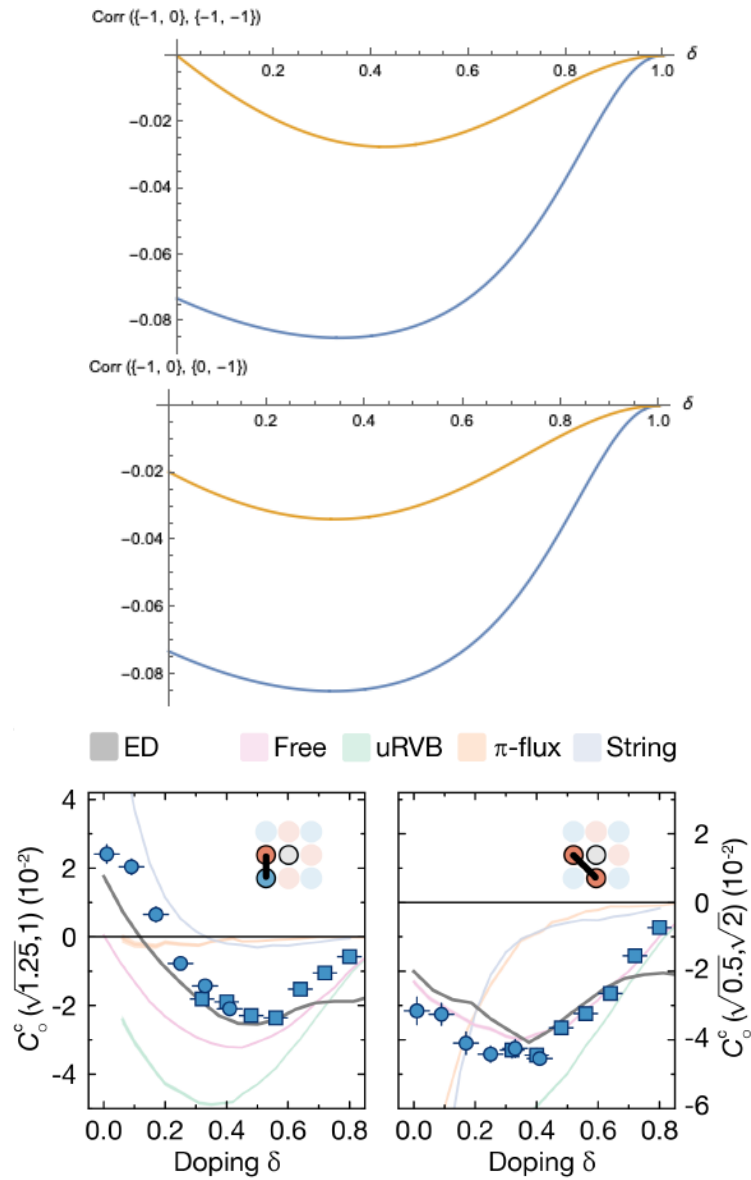 Corr ({-1, 0}, {-1, -1})
δ
0.2 0.4 0.6 0.8 1.0
-0.02
-0.04
-0.06
-0.08
Corr ({-1, 0}, {0, -1})
δ
0.2 0.4 0.6 0.8 1.0
-0.02
-0.04
-0.06
-0.08
ED Free uRVB π-flux String
4
2
0
-2
-4
C_o^c (√1.25, 1) (10^-2)
0.0 0.2 0.4 0.6 0.8
Doping δ
2
0
-2
-4
-6
C_o^c (√0.5, √2) (10^-2)
0.0 0.2 0.4 0.6 0.8
Doping δ